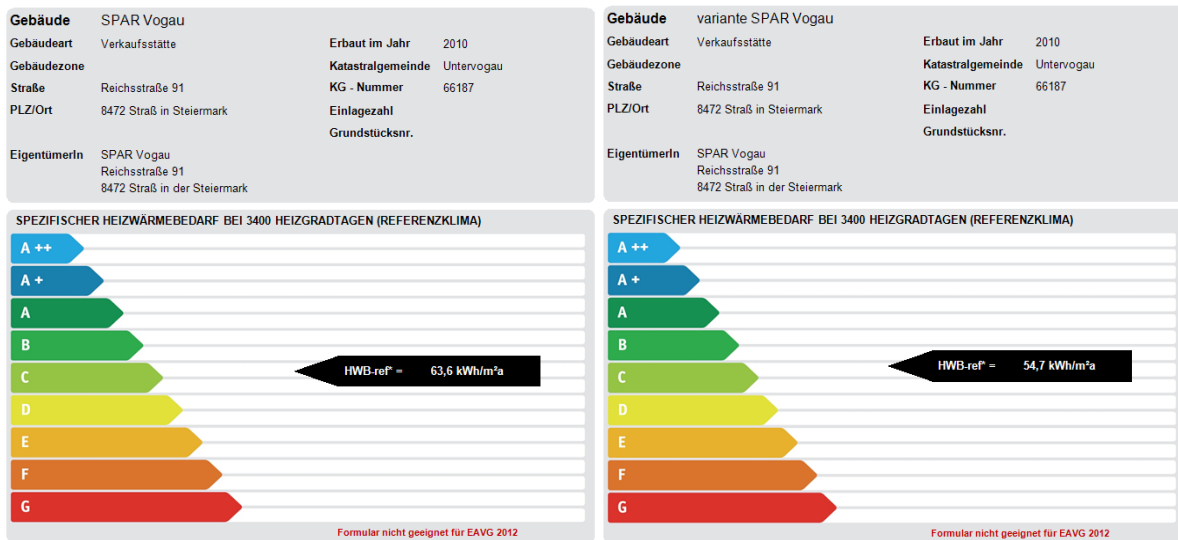 Gebäude SPAR Vogau
Gebäudeart Verkaufsstätte Erbaut im Jahr 2010
Gebäudezone Katastralgemeinde Untervogau
Straße Reichsstraße 91 KG - Nummer 66187
PLZ/Ort 8472 Straß in Steiermark Einlagezahl
Grundstücksnr.
EigentümerIn SPAR Vogau
Reichsstraße 91
8472 Straß in der Steiermark
SPEZIFISCHER HEIZWÄRMEBEDARF BEI 3400 HEIZGRADTAGEN (REFERENZKLIMA)
A ++
A +
A
B
HWB-ref* = 63,6 kWh/m²a
C
D
E
F
G
Formular nicht geeignet für EAVG 2012
Gebäude variante SPAR Vogau
Gebäudeart Verkaufsstätte Erbaut im Jahr 2010
Gebäudezone Katastralgemeinde Untervogau
Straße Reichsstraße 91 KG - Nummer 66187
PLZ/Ort 8472 Straß in Steiermark Einlagezahl
Grundstücksnr.
EigentümerIn SPAR Vogau
Reichsstraße 91
8472 Straß in der Steiermark
SPEZIFISCHER HEIZWÄRMEBEDARF BEI 3400 HEIZGRADTAGEN (REFERENZKLIMA)
A ++
A +
A
B
HWB-ref* = 54,7 kWh/m²a
C
D
E
F
G
Formular nicht geeignet für EAVG 2012